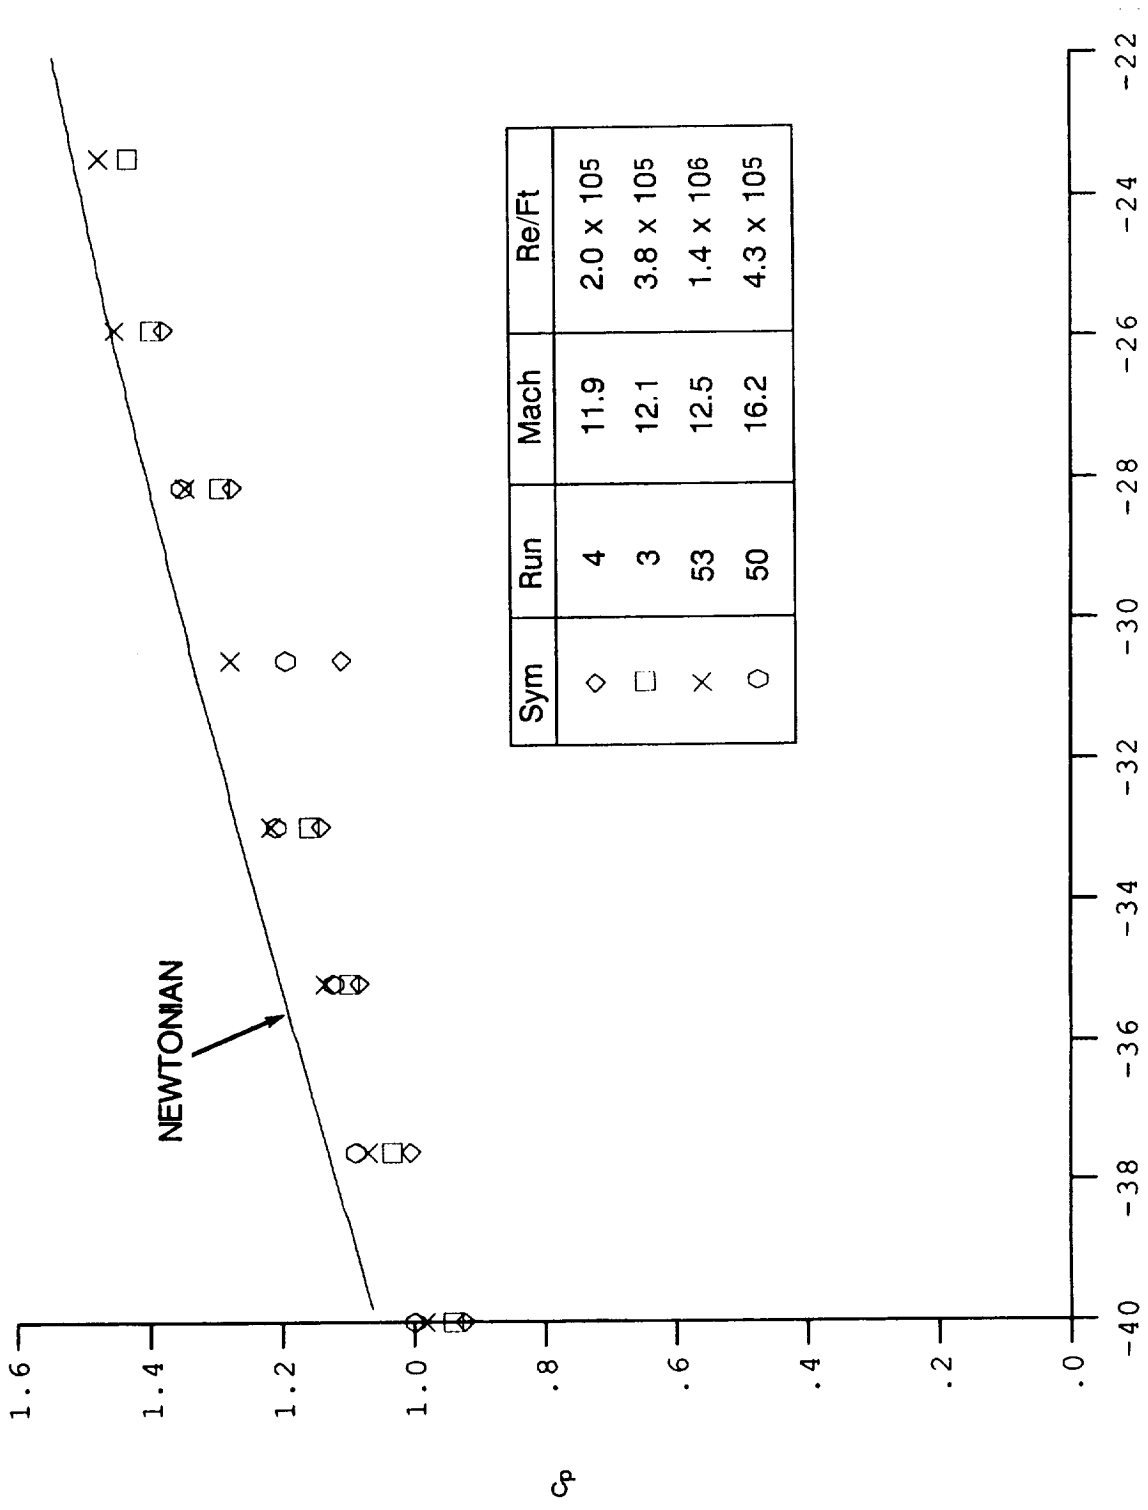 1.6
1.4
1.2
1.0
.8
.6
.4
.2
.0
Cp
NEWTONIAN
Sym Run Mach Re/Ft
4 11.9 2.0 x 105
3 12.1 3.8 x 105
53 12.5 1.4 x 106
50 16.2 4.3 x 105
-40 -38 -36 -34 -32 -30 -28 -26 -24 -22